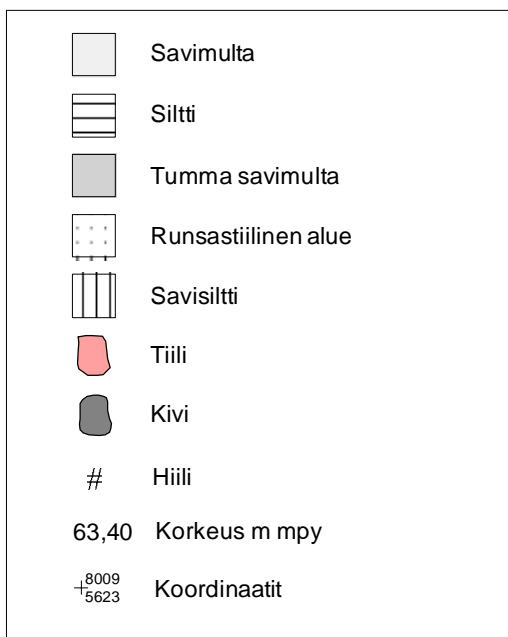 Savimulta
Siltti
Tumma savimulta
Runsastiilinen alue
Savisiltti
Tiili
Kivi
# Hiili
63,40 Korkeus m mpy
8009
5623 Koordinaatit